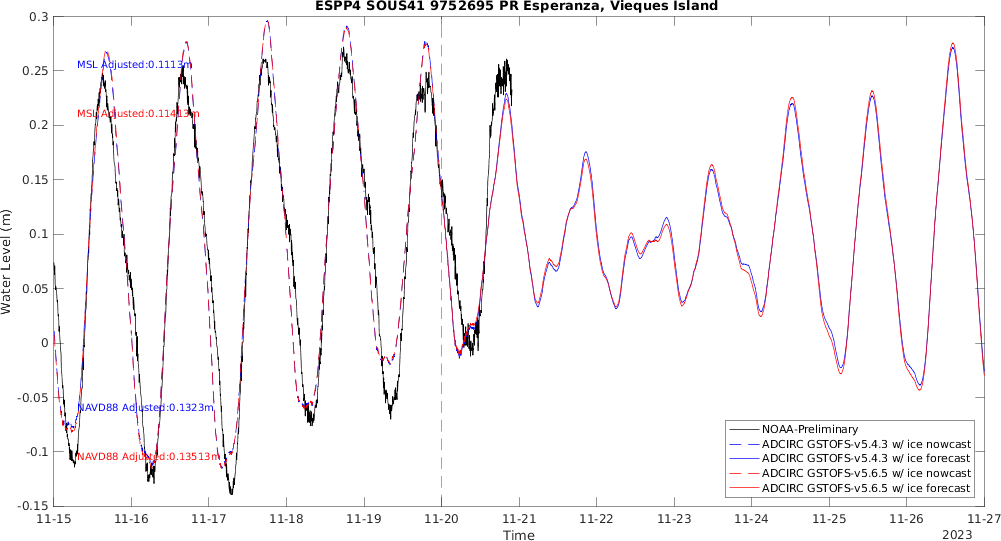 ESPP4 SOUS41 9752695 PR Esperanza, Vieques Island
0.3
0.25
0.2
0.15
0.1
0.05
0
-0.05
-0.1
-0.15
Water Level (m)
MSL Adjusted:0.1113m
MSL Adjusted:0.11413m
NAVD88 Adjusted:0.1323m
NAVD88 Adjusted:0.13513m
NOAA-Preliminary
ADCIRC GSTOFS-v5.4.3 w/ ice nowcast
ADCIRC GSTOFS-v5.4.3 w/ ice forecast
ADCIRC GSTOFS-v5.6.5 w/ ice nowcast
ADCIRC GSTOFS-v5.6.5 w/ ice forecast
11-15 11-16 11-17 11-18 11-19 11-20 11-21 11-22 11-23 11-24 11-25 11-26 11-27
Time
2023